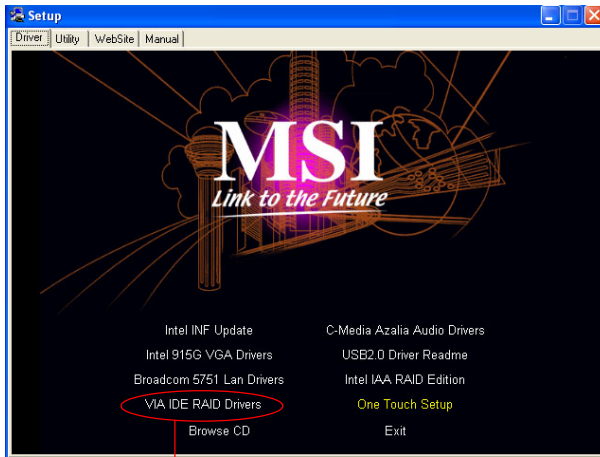 Setup
Driver Utility WebSite Manual
MSI
Link to the Future
Intel INF Update C-Media Azalia Audio Drivers
Intel 915G VGA Drivers USB2.0 Driver Readme
Broadcom 5751 Lan Drivers Intel IAA RAID Edition
VIA IDE RAID Drivers One Touch Setup
Browse CD Exit